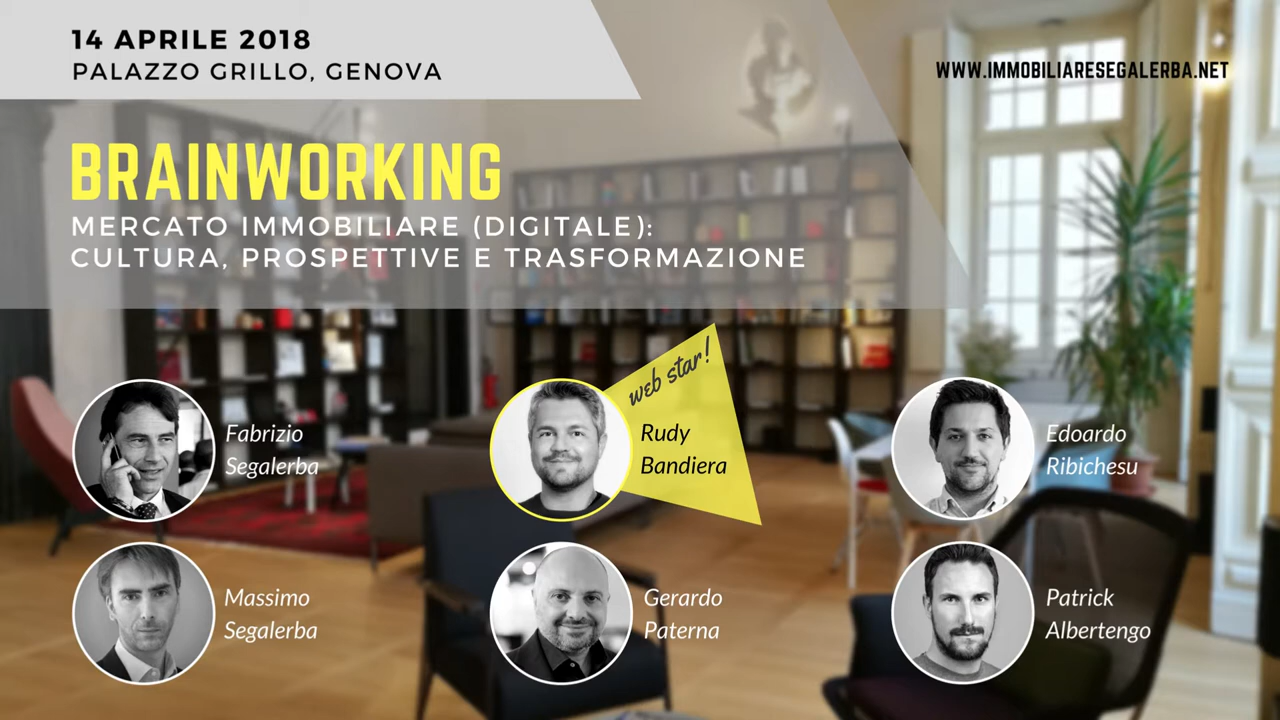 14 APRILE 2018
PALAZZO GRILLO, GENOVA
WWW.IMMOBILIARESEGALERBA.NET
BRAINWORKING
MERCATO IMMOBILIARE (DIGITALE):
CULTURA, PROSPETTIVE E TRASFORMAZIONE
web star!
Fabrizio
Segalerba
Rudy
Bandiera
Edoardo
Ribichesu
Massimo
Segalerba
Gerardo
Paterna
Patrick
Albertengo